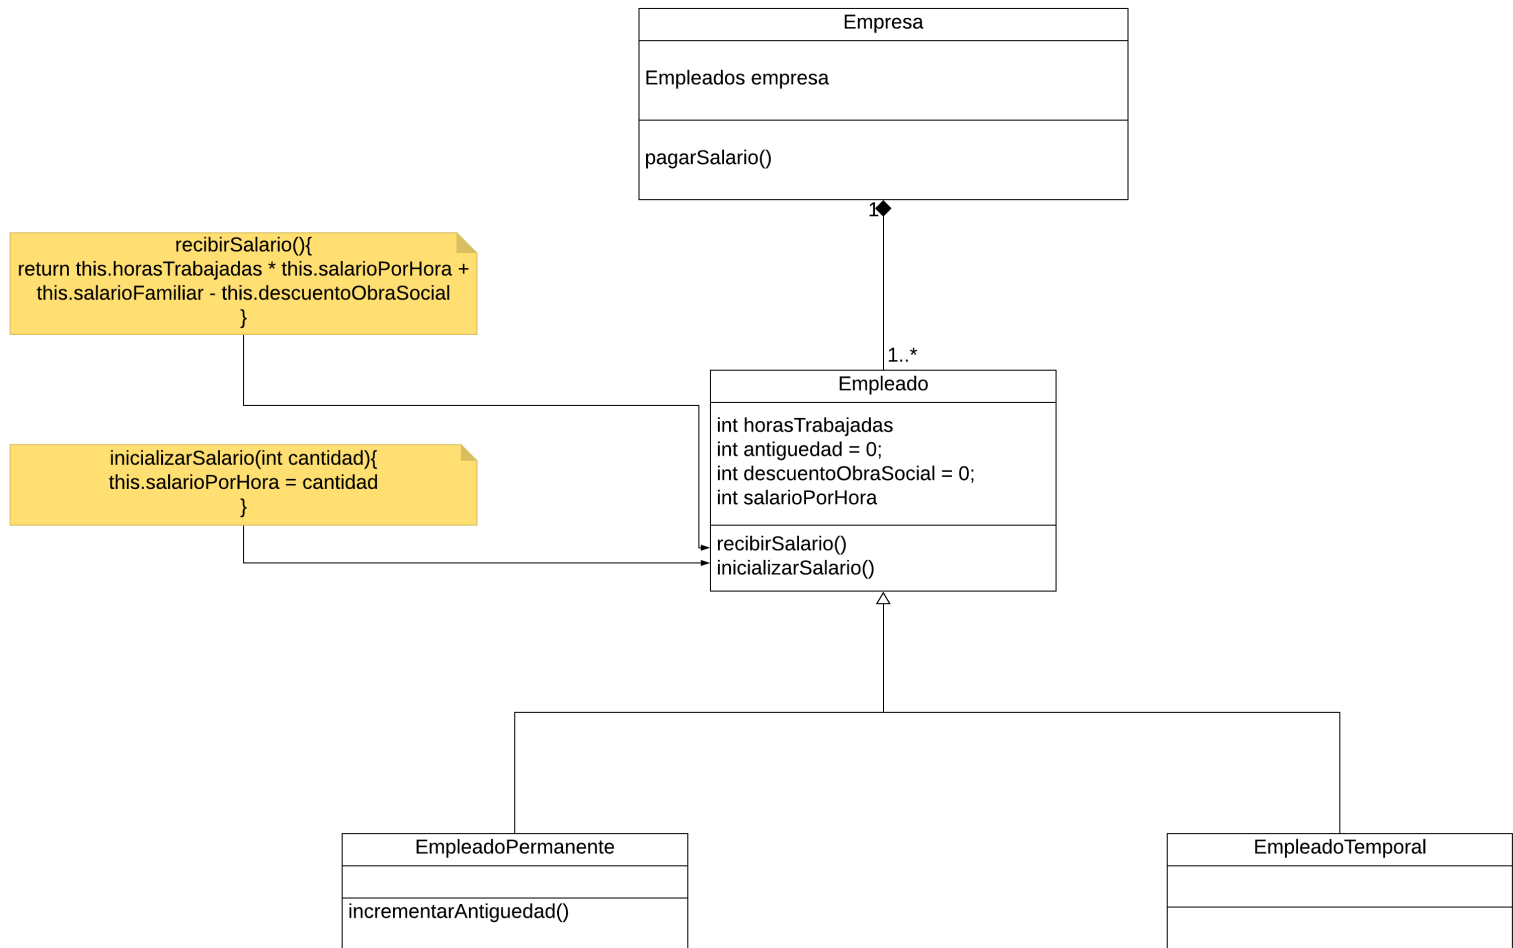 Empresa
Empleados empresa
pagarSalario()
1
recibirSalario(){
return this.horasTrabajadas * this.salarioPorHora +
this.salarioFamiliar - this.descuentoObraSocial
}
1..*
Empleado
int horasTrabajadas
int antiguedad = 0;
int descuentoObraSocial = 0;
int salarioPorHora
inicializarSalario(int cantidad){
this.salarioPorHora = cantidad
}
recibirSalario()
inicializarSalario()
EmpleadoPermanente
incrementarAntiguedad()
EmpleadoTemporal